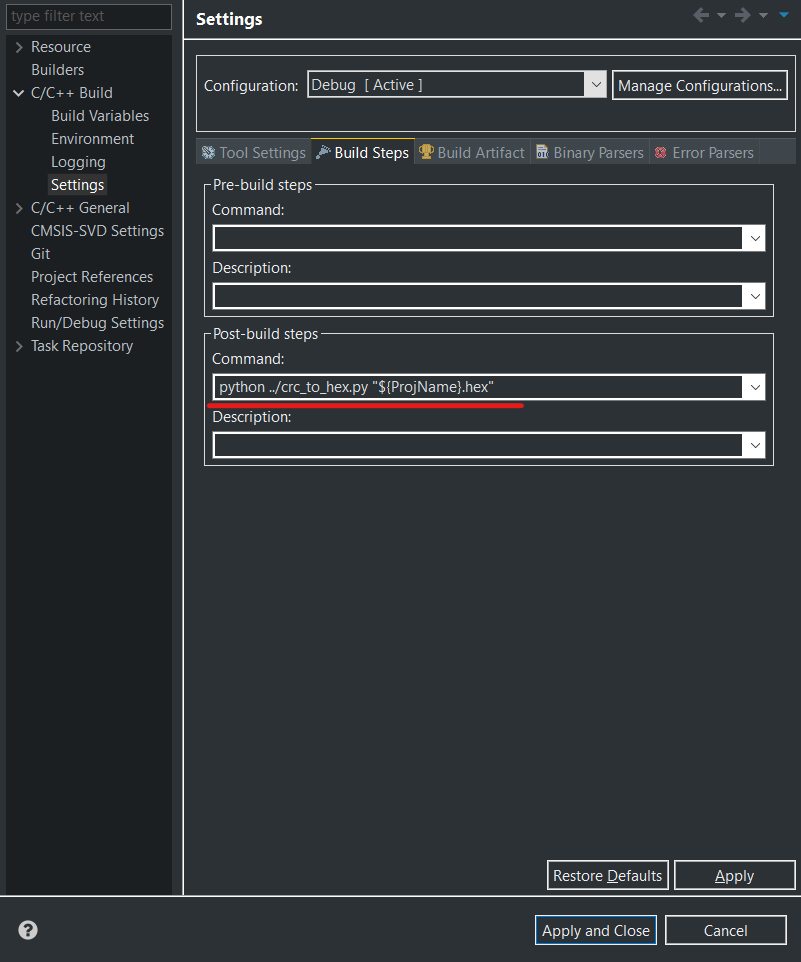 type filter text
Resource
Builders
C/C++ Build
Build Variables
Environment
Logging
Settings
C/C++ General
CMSIS-SVD Settings
Git
Project References
Refactoring History
Run/Debug Settings
Task Repository
Settings
Configuration: Debug [ Active ] Manage Configurations...
Tool Settings Build Steps Build Artifact Binary Parsers Error Parsers
Pre-build steps
Command:
Description:
Post-build steps
Command:
python ../crc_to_hex.py "${ProjName}.hex"
Description:
Restore Defaults Apply
? Apply and Close Cancel